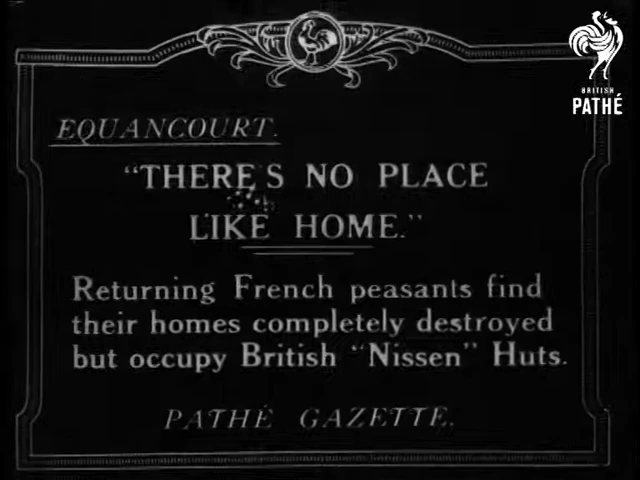 BRITISH
PATHÉ
EQUANCOURT.
"THERE'S NO PLACE
LIKE HOME."
Returning French peasants find
their homes completely destroyed
but occupy British "Nissen" Huts.
PATHÉ GAZETTE.